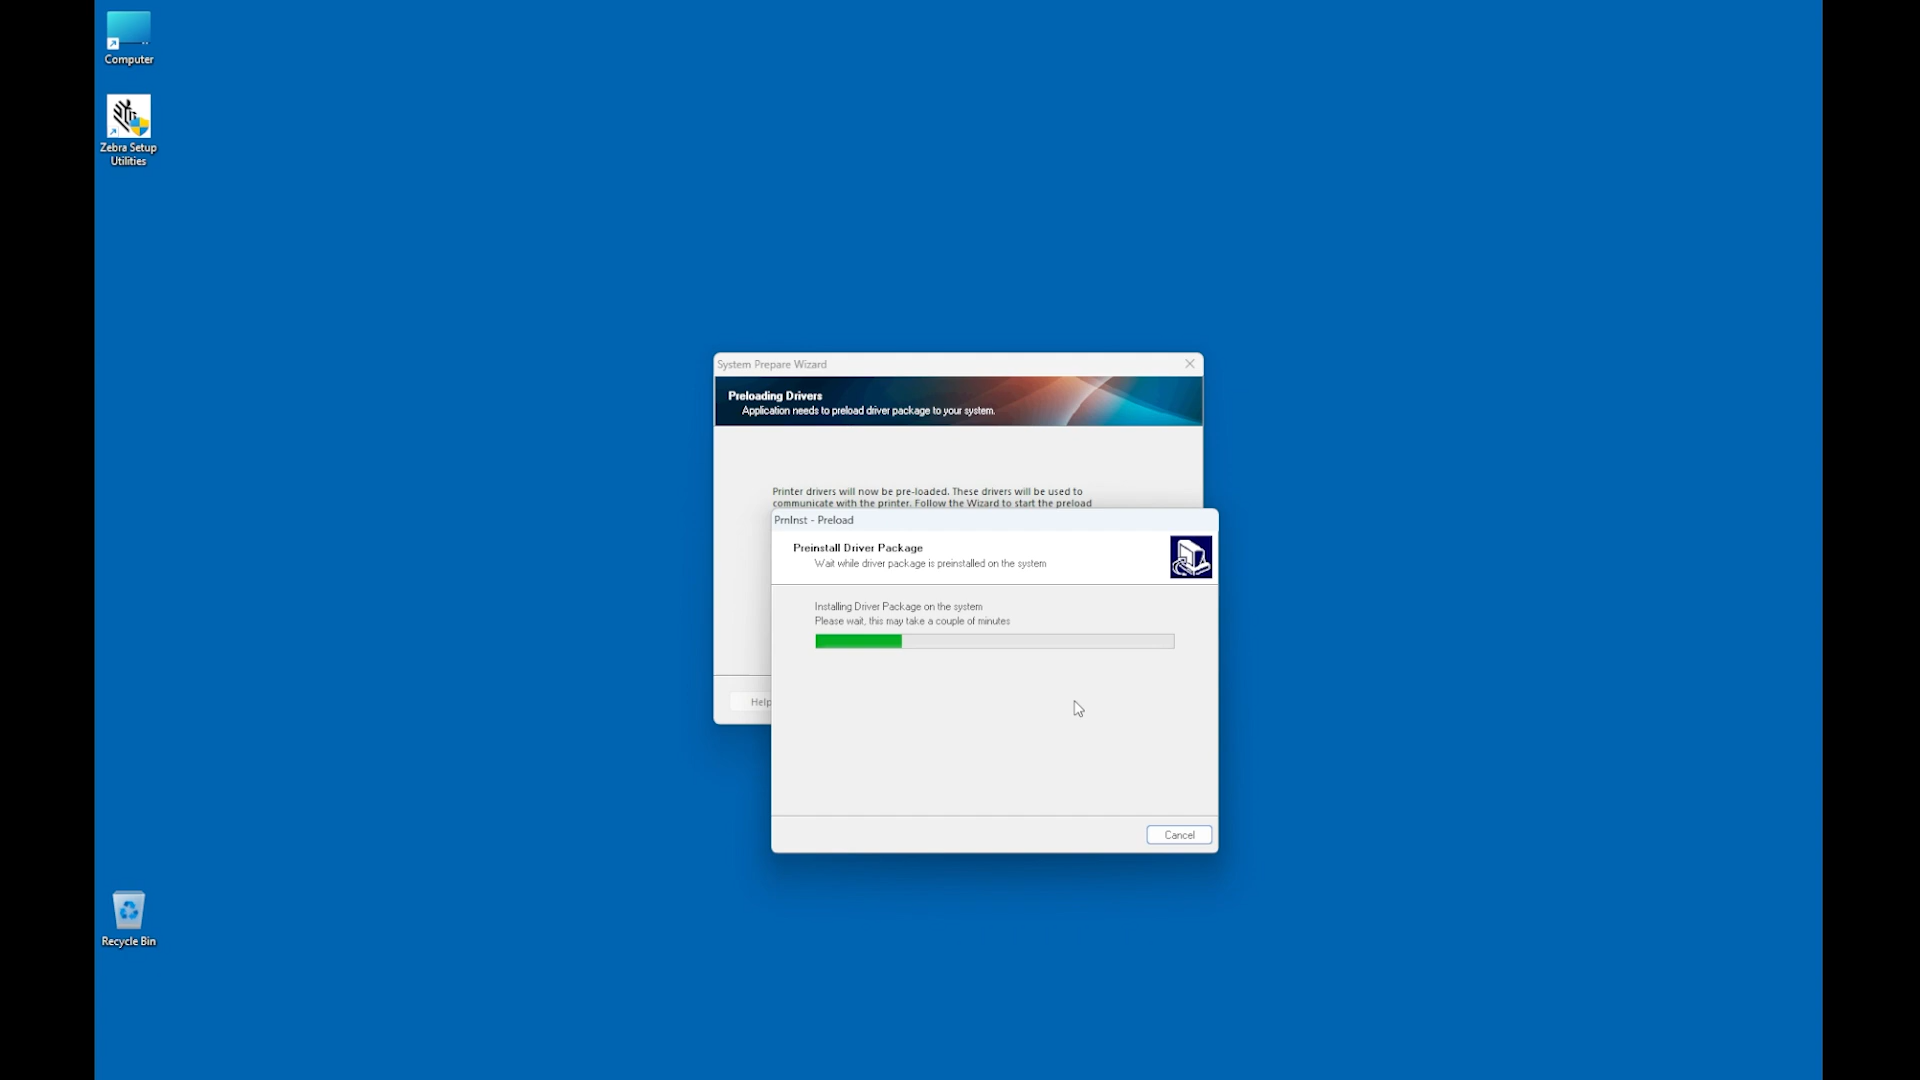 Computer
Zebra Setup
Utilities
System Prepare Wizard
Preloading Drivers
Application needs to preload driver package to your system.
Printer drivers will now be pre-loaded. These drivers will be used to
communicate with the printer. Follow the Wizard to start the preload
PrnInst - Preload
Preinstall Driver Package
Wait while driver package is preinstalled on the system
Installing Driver Package on the system
Please wait, this may take a couple of minutes
Help
Cancel
Recycle Bin